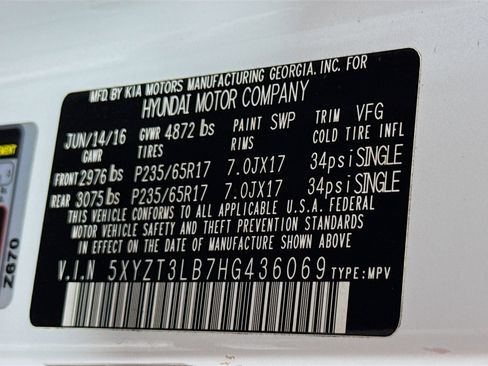 MFD. BY KIA MOTORS MANUFACTURING GEORGIA, INC. FOR
HYUNDAI MOTOR COMPANY
JUN/14/16 GVWR 4872 lbs PAINT SWP TRIM VFG
GAWR TIRES RIMS COLD TIRE INFL
FRONT 2976 lbs P235/65R17 7.0JX17 34psi SINGLE
REAR 3075 lbs P235/65R17 7.0JX17 34psi SINGLE
THIS VEHICLE CONFORMS TO ALL APPLICABLE U.S.A. FEDERAL
MOTOR VEHICLE SAFETY AND THEFT PREVENTION STANDARDS
IN EFFECT ON THE DATE OF MANUFACTURE SHOWN ABOVE
V.I.N 5XYZT3LB7HG436069 TYPE: MPV
Z670